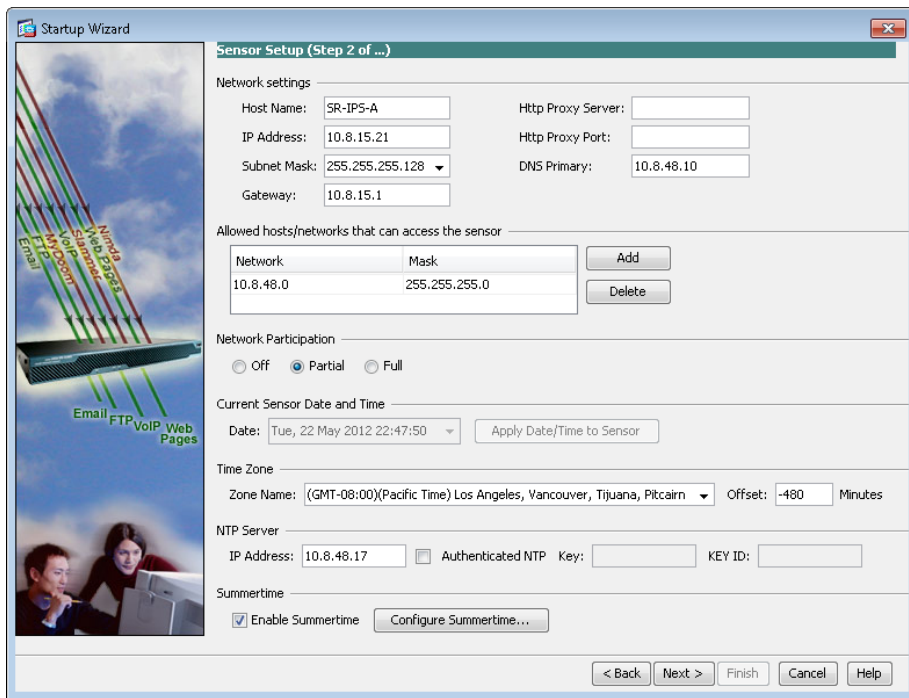 Startup Wizard
Sensor Setup (Step 2 of ...)
Network settings
Host Name: SR-IPS-A Http Proxy Server:
IP Address: 10.8.15.21 Http Proxy Port:
Subnet Mask: 255.255.255.128 DNS Primary: 10.8.48.10
Gateway: 10.8.15.1
Allowed hosts/networks that can access the sensor
Network Mask
10.8.48.0 255.255.255.0
Add
Delete
Network Participation
Off Partial Full
Current Sensor Date and Time
Date: Tue, 22 May 2012 22:47:50 Apply Date/Time to Sensor
Time Zone
Zone Name: (GMT-08:00)(Pacific Time) Los Angeles, Vancouver, Tijuana, Pitcairn Offset: -480 Minutes
NTP Server
IP Address: 10.8.48.17 Authenticated NTP Key: KEY ID:
Summertime
Enable Summertime Configure Summertime...
< Back Next > Finish Cancel Help
Email
FTP
MyDoom
VoIP
Slammer
Web Pages
Nimda
Email
FTP
VoIP
Web Pages